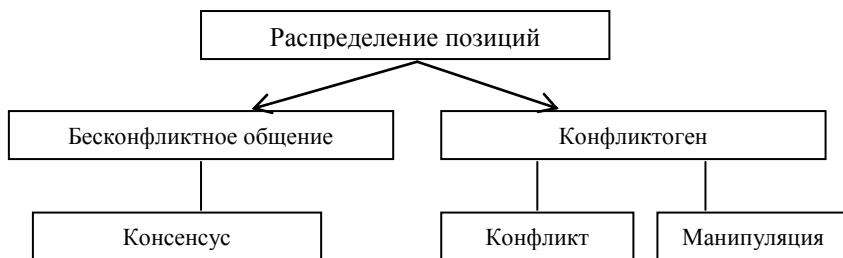 Распределение позиций
Бесконфликтное общение
Конфликтоген
Консенсус
Конфликт
Манипуляция